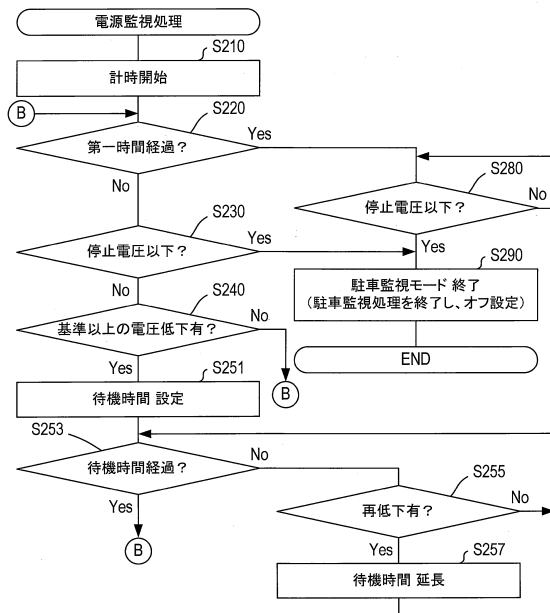 電源監視処理
S210
計時開始
B
S220
第一時間経過？
Yes
No
S280
停止電圧以下？
No
Yes
S230
停止電圧以下？
Yes
No
S290
駐車監視モード 終了
（駐車監視処理を終了し、オフ設定）
END
S240
基準以上の電圧低下有？
No
Yes
B
S251
待機時間 設定
S253
待機時間経過？
No
Yes
B
S255
再低下有？
No
Yes
S257
待機時間 延長